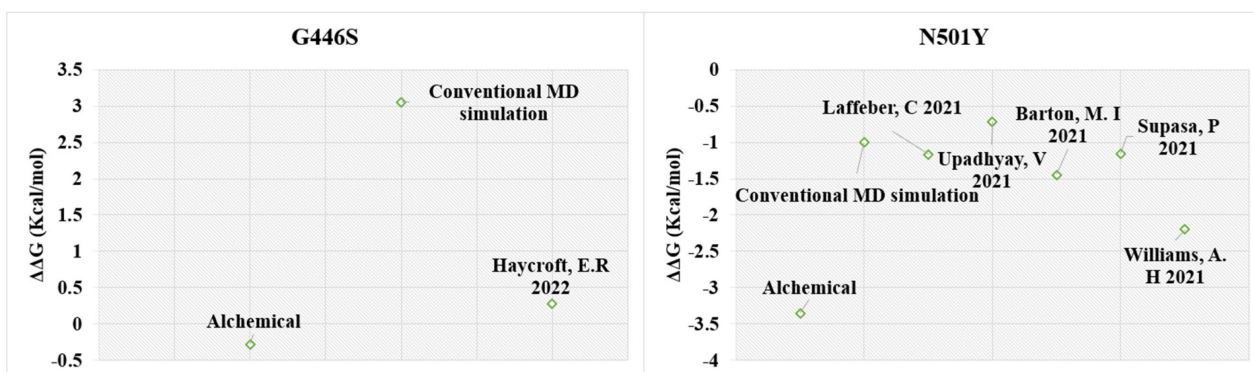 G446S
ΔΔG (Kcal/mol)
3.5
3
2.5
2
1.5
1
0.5
0
-0.5
Conventional MD
simulation
Haycroft, E.R
2022
Alchemical
N501Y
ΔΔG (Kcal/mol)
0
-0.5
-1
-1.5
-2
-2.5
-3
-3.5
-4
Laffeber, C 2021
Barton, M. I
2021
Supasa, P
2021
Upadhyay, V
2021
Conventional MD simulation
Williams, A.
H 2021
Alchemical